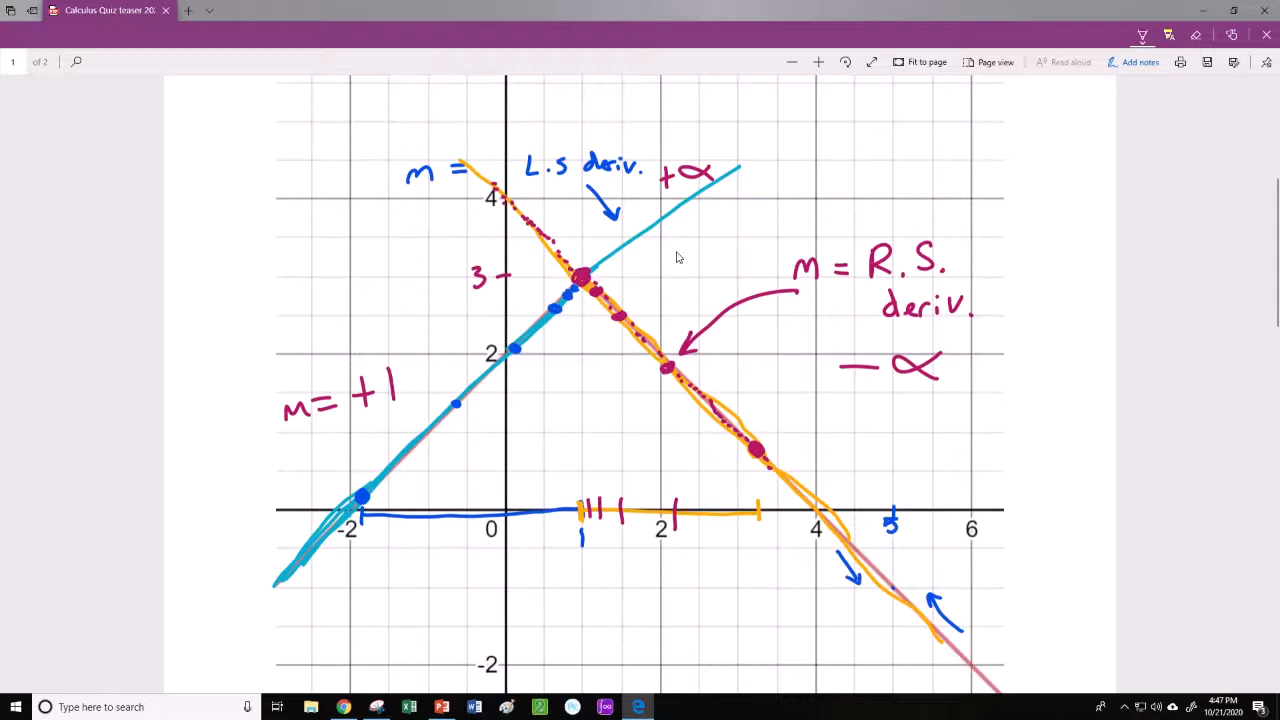 Calculus Quiz teaser 202
1 of 2
Fit to page
Page view
Read aloud
Add notes
m =
L.S deriv.
+ α
4
3
m = R.S.
deriv.
- α
2
m = +1
-2
0
1
2
4
5
6
-2
Type here to search
4:47 PM
10/21/2020